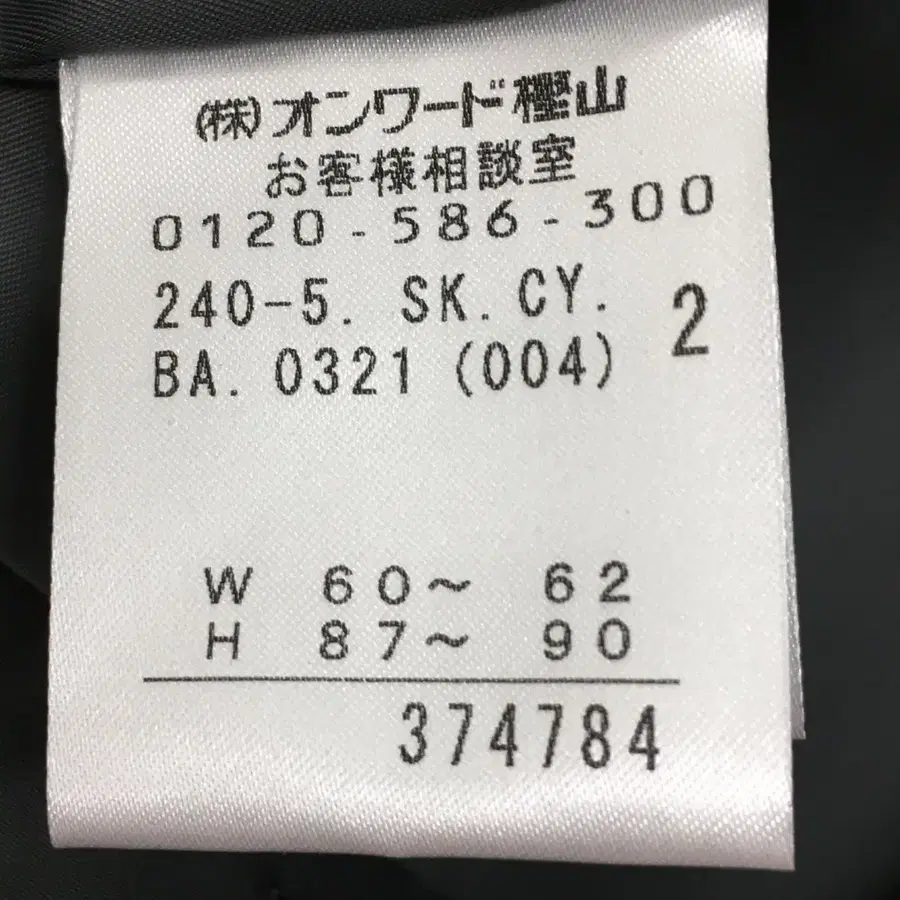 (株)オンワード樫山
お客様相談室
0120-586-300
240-5. SK. CY.
BA. 0321 (004) 2
W 60~ 62
H 87~ 90
374784